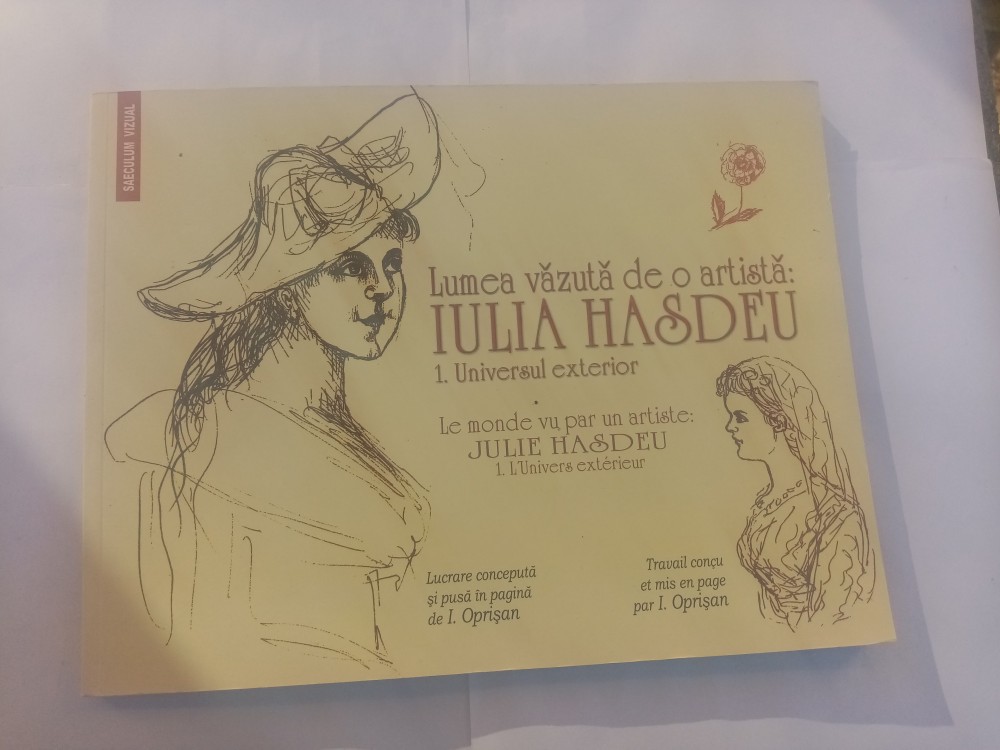 SAECULUM VIZUAL
Lumea văzută de o artistă:
IULIA HASDEU
1. Universul exterior
Le monde vu par un artiste:
JULIE HASDEU
1. L'Univers extérieur
Lucrare concepută
și pusă în pagină
de I. Oprișan
Travail conçu
et mis en page
par I. Oprișan